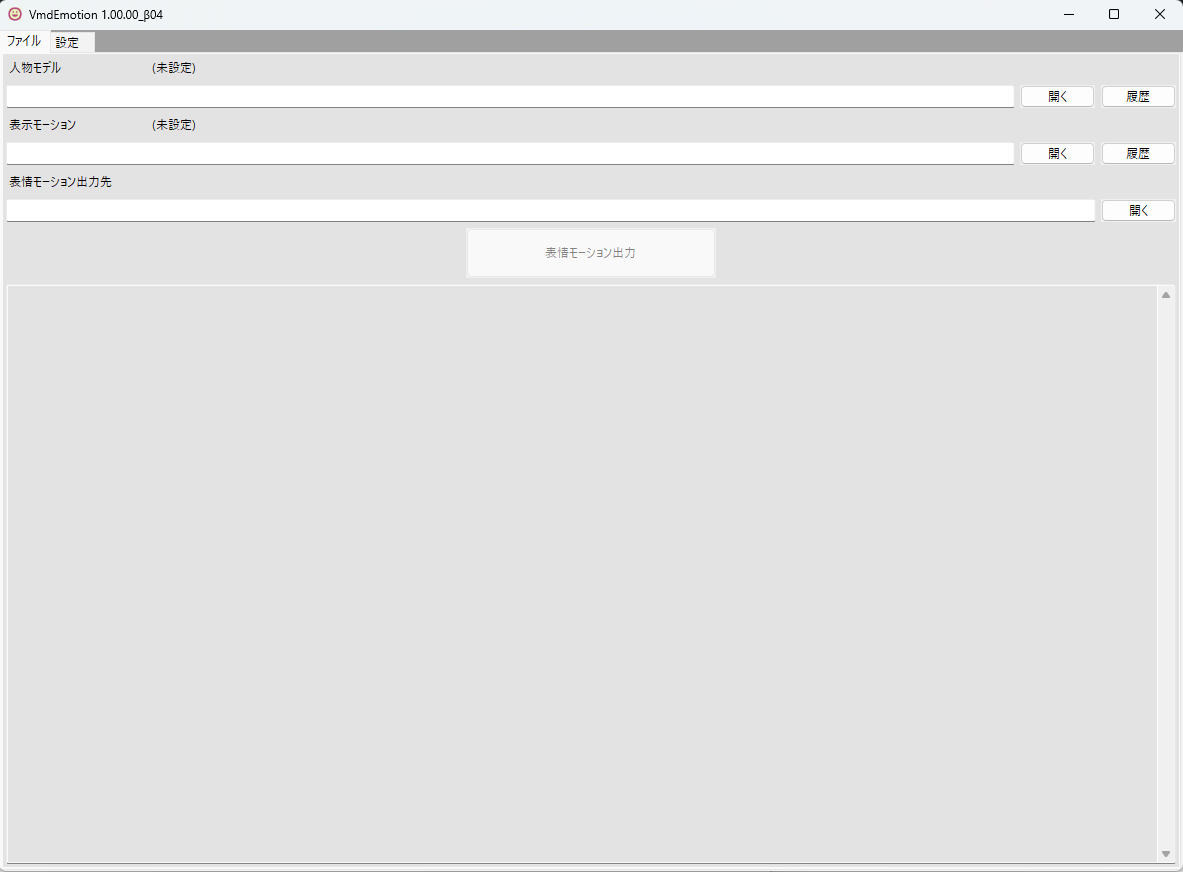 VmdEmotion 1.00.00_β04
ファイル 設定
人物モデル (未設定)
開く 履歴
表示モーション (未設定)
開く 履歴
表情モーション出力先
開く
表情モーション出力